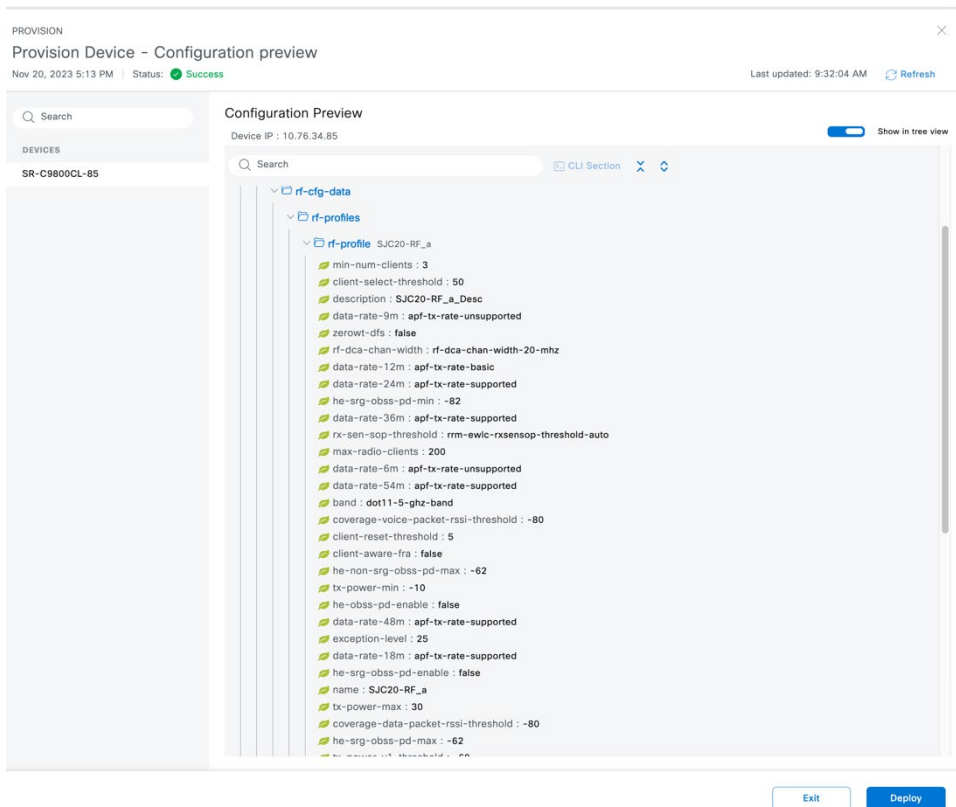 PROVISION
Provision Device - Configuration preview
Nov 20, 2023 5:13 PM Status: Success
Last updated: 9:32:04 AM Refresh
Search
DEVICES
SR-C9800CL-85
Configuration Preview
Device IP : 10.76.34.85
Show in tree view
Search
CLI Section
rf-cfg-data
rf-profiles
rf-profile SJC20-RF_a
min-num-clients : 3
client-select-threshold : 50
description : SJC20-RF_a_Desc
data-rate-9m : apf-tx-rate-unsupported
zerowt-dfs : false
rf-dca-chan-width : rf-dca-chan-width-20-mhz
data-rate-12m : apf-tx-rate-basic
data-rate-24m : apf-tx-rate-supported
he-srg-obss-pd-min : -82
data-rate-36m : apf-tx-rate-supported
rx-sen-sop-threshold : rrm-ewlc-rxsensop-threshold-auto
max-radio-clients : 200
data-rate-6m : apf-tx-rate-unsupported
data-rate-54m : apf-tx-rate-supported
band : dot11-5-ghz-band
coverage-voice-packet-rssi-threshold : -80
client-reset-threshold : 5
client-aware-fra : false
he-non-srg-obss-pd-max : -62
tx-power-min : -10
he-obss-pd-enable : false
data-rate-48m : apf-tx-rate-supported
exception-level : 25
data-rate-18m : apf-tx-rate-supported
he-srg-obss-pd-enable : false
name : SJC20-RF_a
tx-power-max : 30
coverage-data-packet-rssi-threshold : -80
he-srg-obss-pd-max : -62
Exit
Deploy